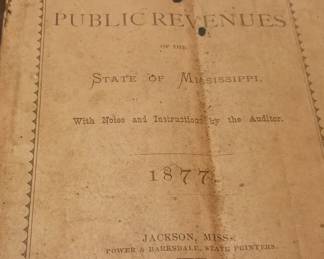 PUBLIC REVENUES
OF THE
STATE OF MISSISSIPPI,
With Notes and Instructions by the Auditor.
1877.
JACKSON, MISS.:
POWER & BARKSDALE, STATE PRINTERS.